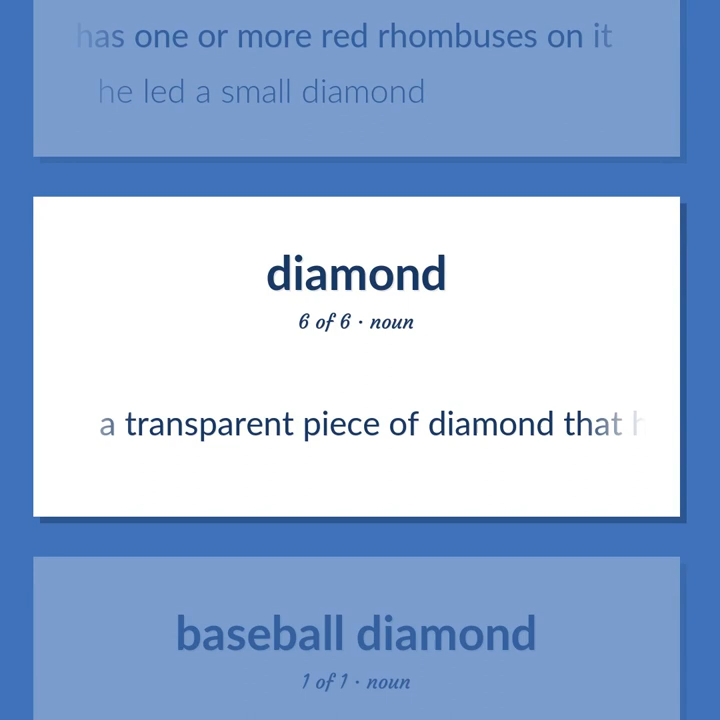 has one or more red rhombuses on it
he led a small diamond
diamond
6 of 6 · noun
a transparent piece of diamond that h
baseball diamond
1 of 1 · noun